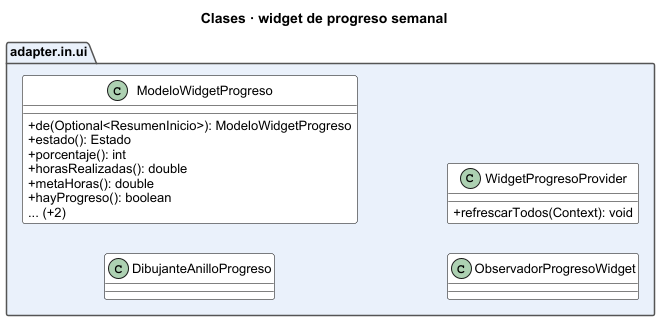 Clases · widget de progreso semanal
adapter.in.ui
C ModeloWidgetProgreso
+de(Optional<ResumenInicio>): ModeloWidgetProgreso
+estado(): Estado
+porcentaje(): int
+horasRealizadas(): double
+metaHoras(): double
+hayProgreso(): boolean
... (+2)
C WidgetProgresoProvider
+refrescarTodos(Context): void
C DibujanteAnilloProgreso
C ObservadorProgresoWidget